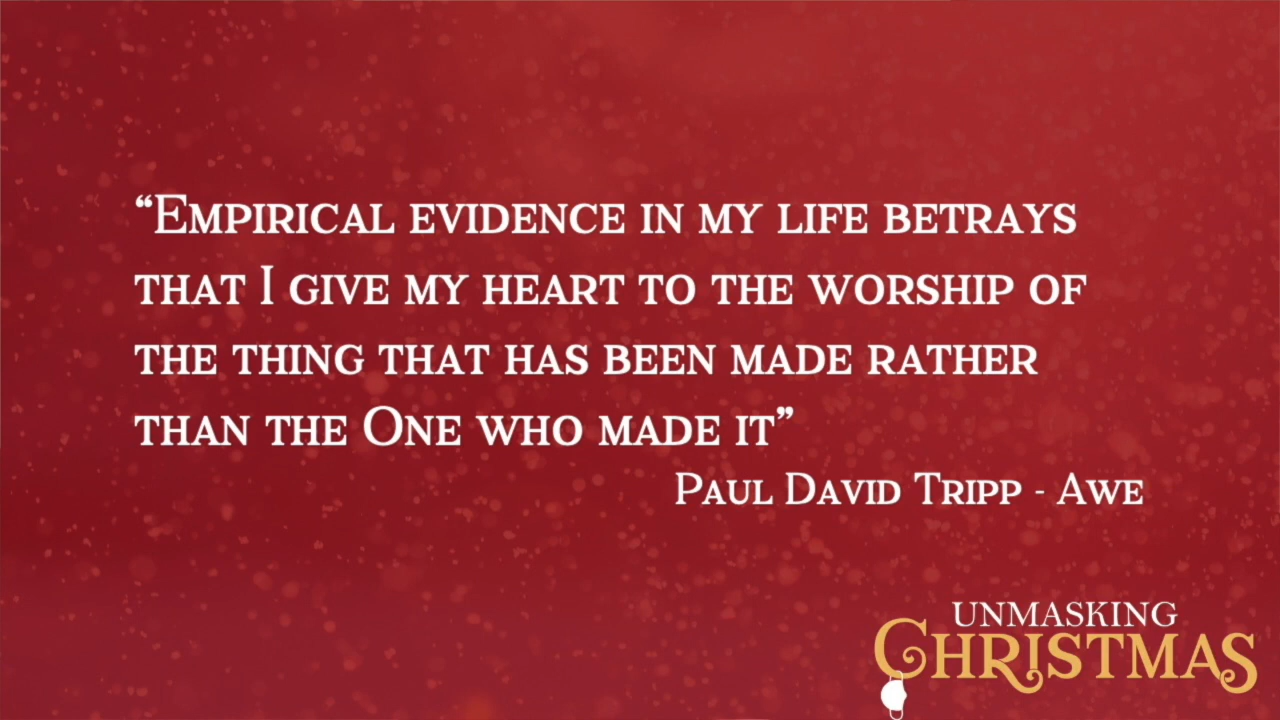 “Empirical evidence in my life betrays
that I give my heart to the worship of
the thing that has been made rather
than the One who made it”
Paul David Tripp - Awe
UNMASKING
CHRISTMAS